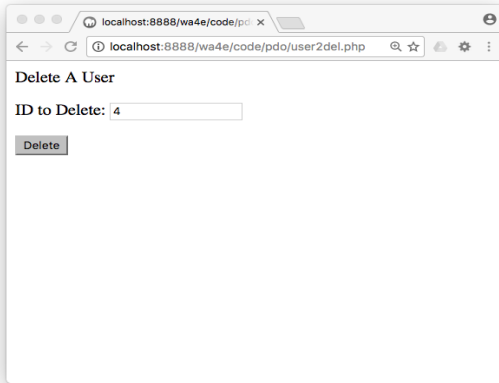 localhost:8888/wa4e/code/pd
localhost:8888/wa4e/code/pdo/user2del.php
Delete A User
ID to Delete: 4
Delete